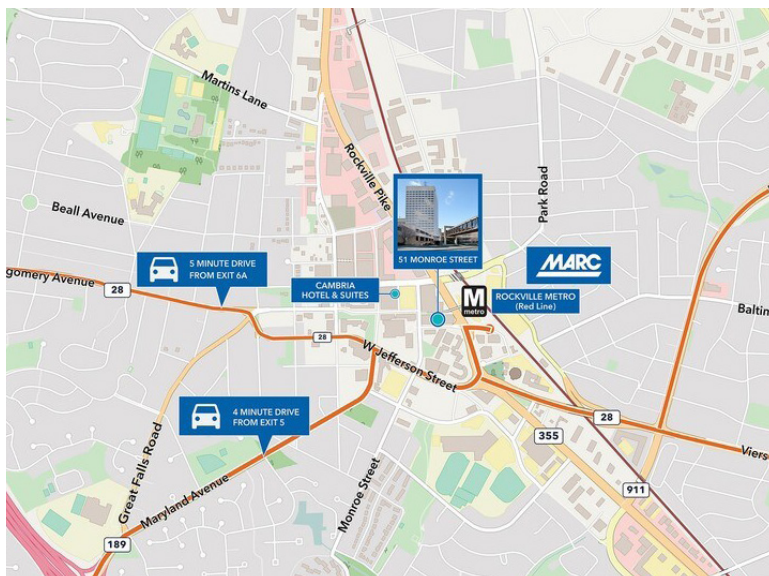 Martins Lane
Rockville Pike
Park Road
Beall Avenue
51 MONROE STREET
MARC
5 MINUTE DRIVE
FROM EXIT 6A
CAMBRIA
HOTEL & SUITES
M
metro
ROCKVILLE METRO
(Red Line)
gomery Avenue
28
Baltim
28
W Jefferson Street
4 MINUTE DRIVE
FROM EXIT 5
28
355
Viers
Great Falls Road
Maryland Avenue
Monroe Street
911
189